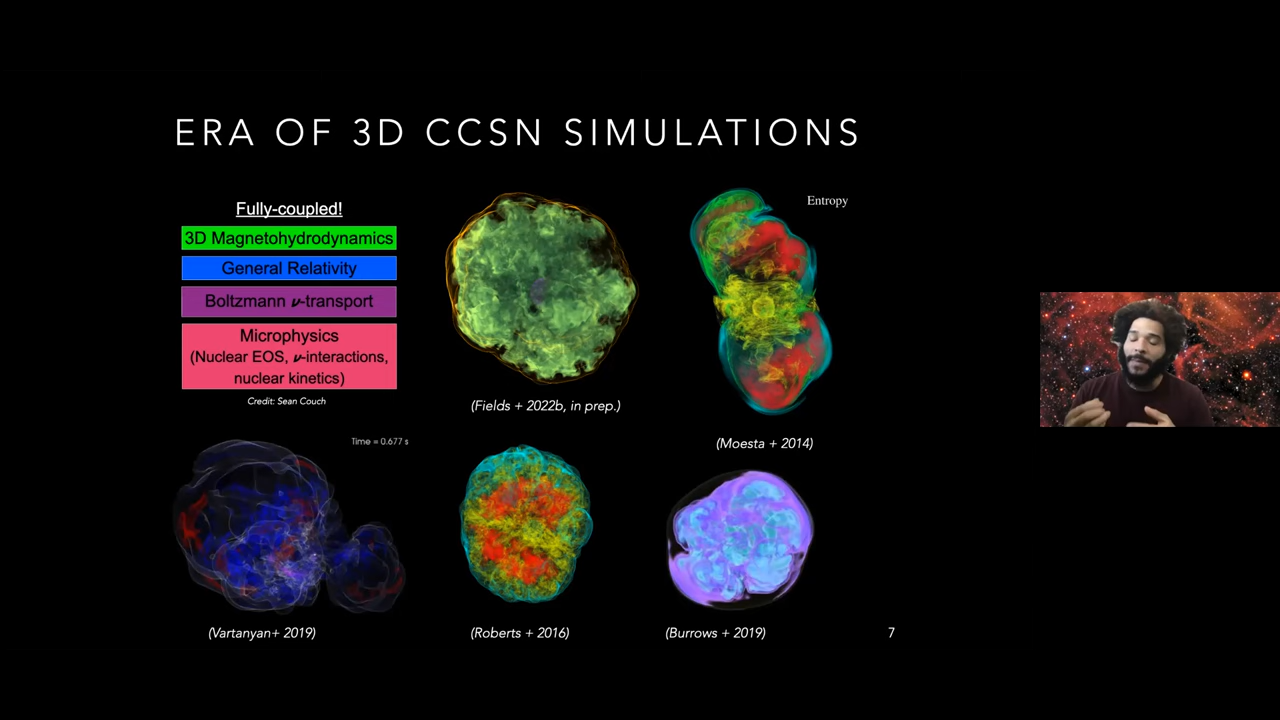 ERA OF 3D CCSN SIMULATIONS
Fully-coupled!
3D Magnetohydrodynamics
General Relativity
Boltzmann ν-transport
Microphysics
(Nuclear EOS, ν-interactions,
nuclear kinetics)
Credit: Sean Couch
(Fields + 2022b, in prep.)
Entropy
(Moesta + 2014)
Time = 0.677 s
(Vartanyan+ 2019)
(Roberts + 2016)
(Burrows + 2019)
7